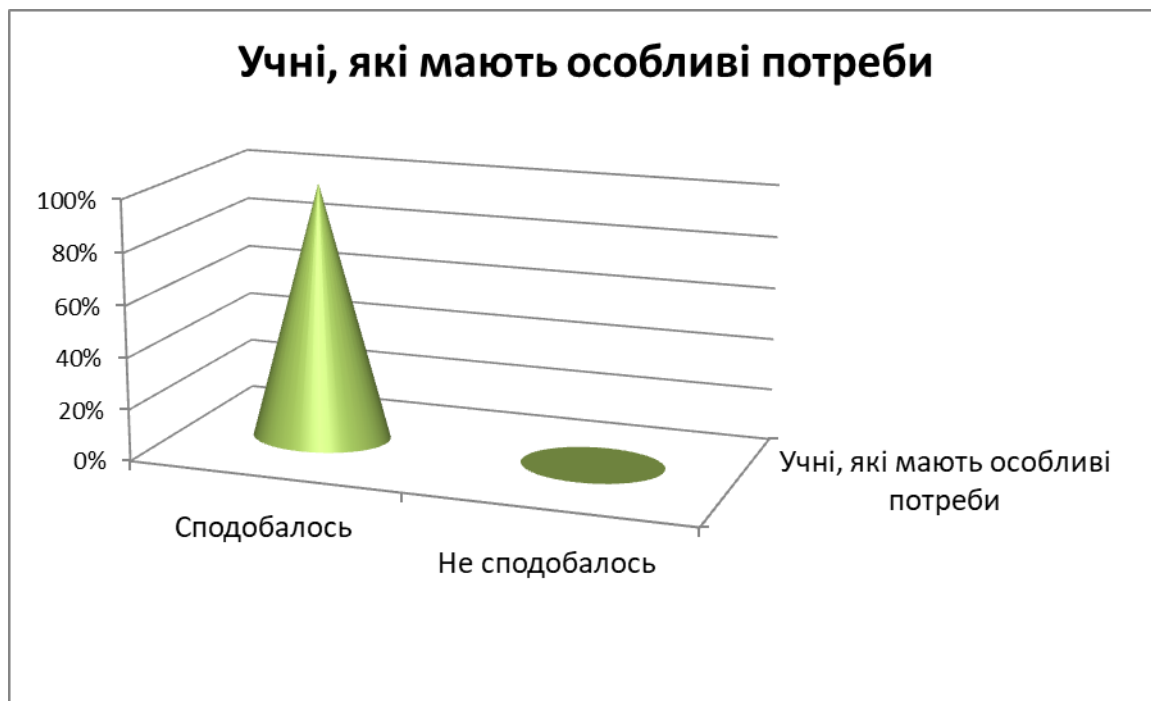 Учні, які мають особливі потреби
100%
80%
60%
40%
20%
0%
Сподобалось
Не сподобалось
Учні, які мають особливі
потреби